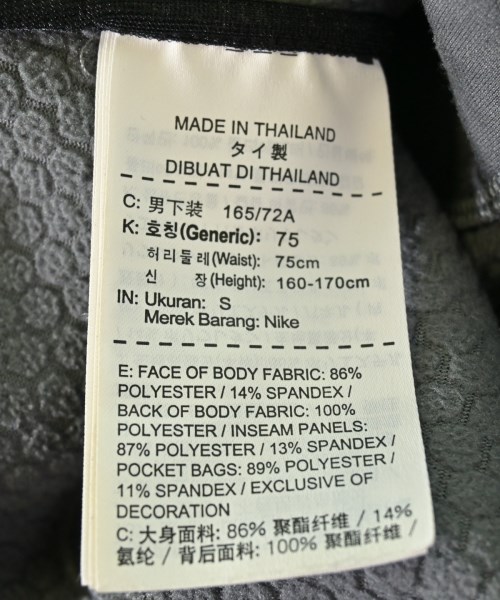 MADE IN THAILAND
タイ製
DIBUAT DI THAILAND
C: 男下装 165/72A
K: 호칭(Generic): 75
허리둘레(Waist): 75cm
신 장(Height): 160-170cm
IN: Ukuran: S
Merek Barang: Nike
E: FACE OF BODY FABRIC: 86%
POLYESTER / 14% SPANDEX /
BACK OF BODY FABRIC: 100%
POLYESTER / INSEAM PANELS:
87% POLYESTER / 13% SPANDEX /
POCKET BAGS: 89% POLYESTER /
11% SPANDEX / EXCLUSIVE OF
DECORATION
C: 大身面料: 86% 聚酯纤维 / 14%
氨纶 / 背后面料: 100% 聚酯纤维 /